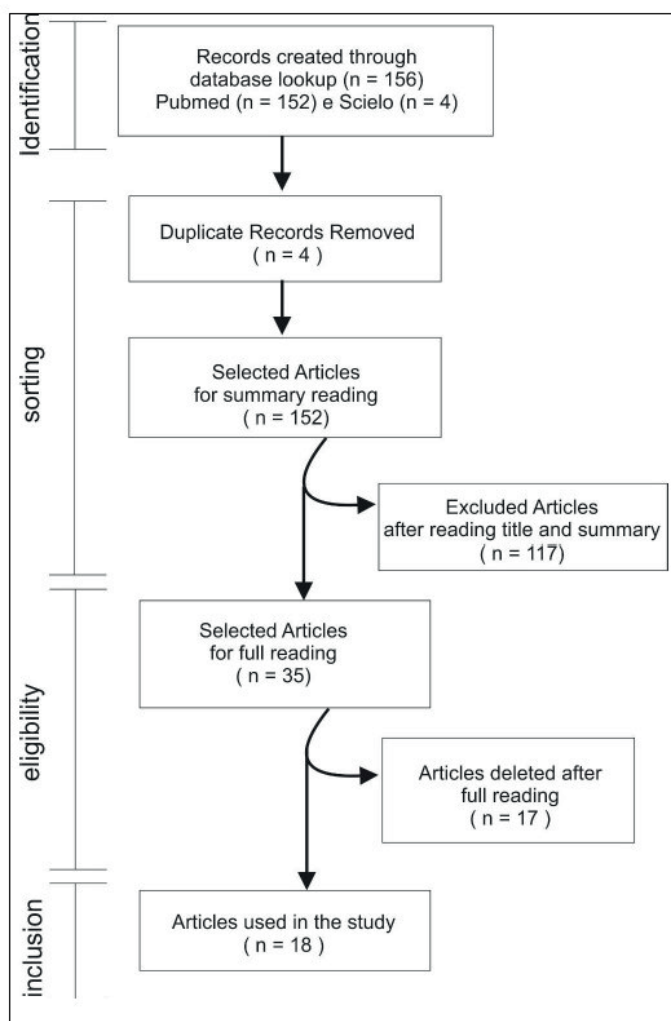 Identification
Records created through
database lookup (n = 156)
Pubmed (n = 152) e Scielo (n = 4)
sorting
Duplicate Records Removed
( n = 4 )
Selected Articles
for summary reading
( n = 152)
Excluded Articles
after reading title and summary
( n = 117)
eligibility
Selected Articles
for full reading
( n = 35)
Articles deleted after
full reading
( n = 17 )
inclusion
Articles used in the study
( n = 18 )